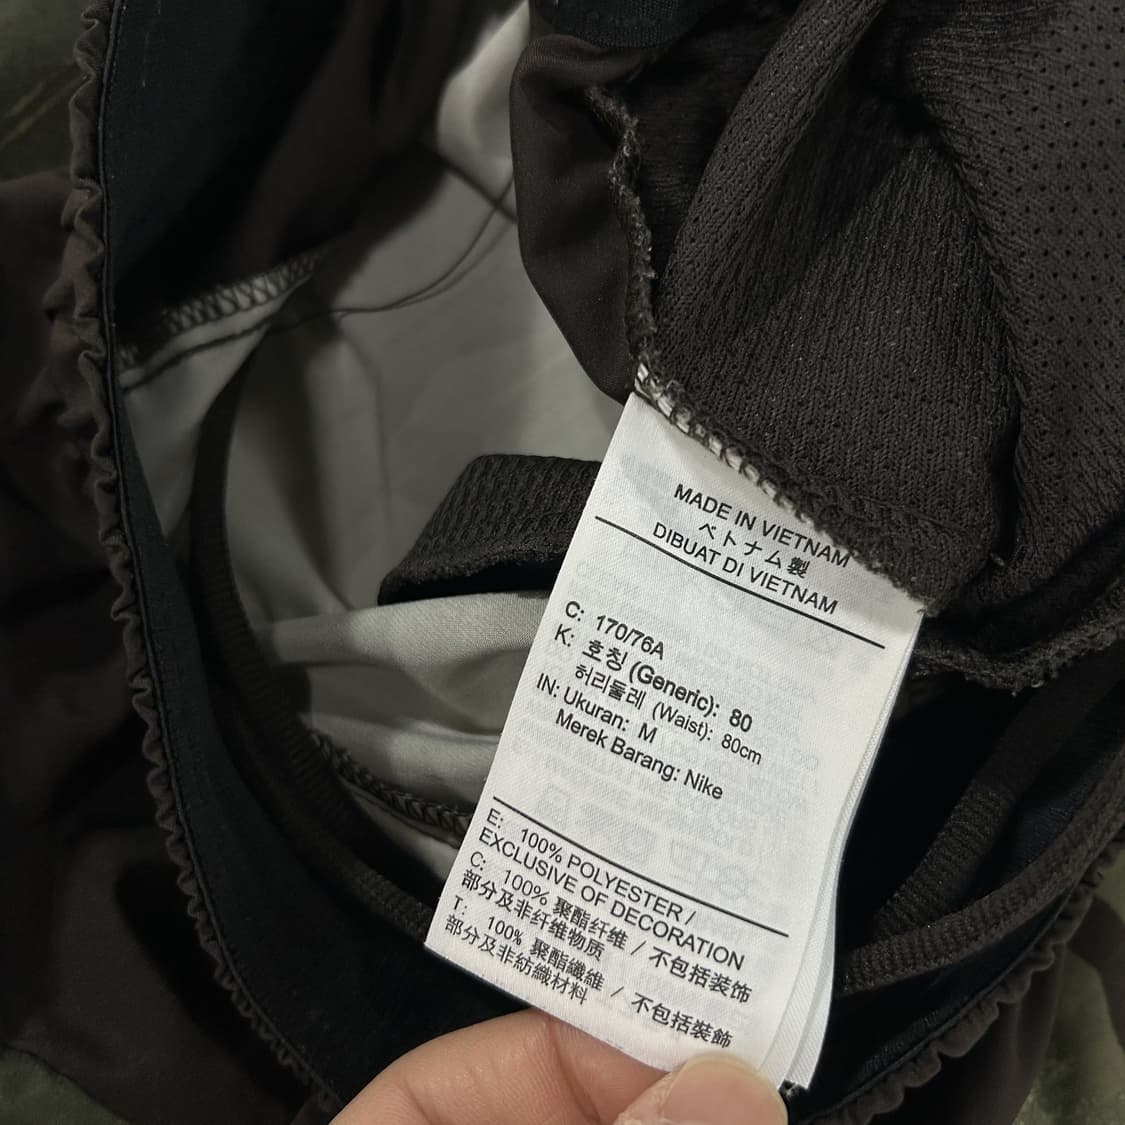 MADE IN VIETNAM
ベトナム製
DIBUAT DI VIETNAM
C: 170/76A
K: 호칭 (Generic): 80
허리둘레 (Waist): 80cm
IN: Ukuran: M
Merek Barang: Nike
E: 100% POLYESTER /
EXCLUSIVE OF DECORATION
C: 100% 聚酯纤维 / 不包括装饰
部分及非纤维物质
T: 100% 聚酯纖維 / 不包括裝飾
部分及非紡織材料